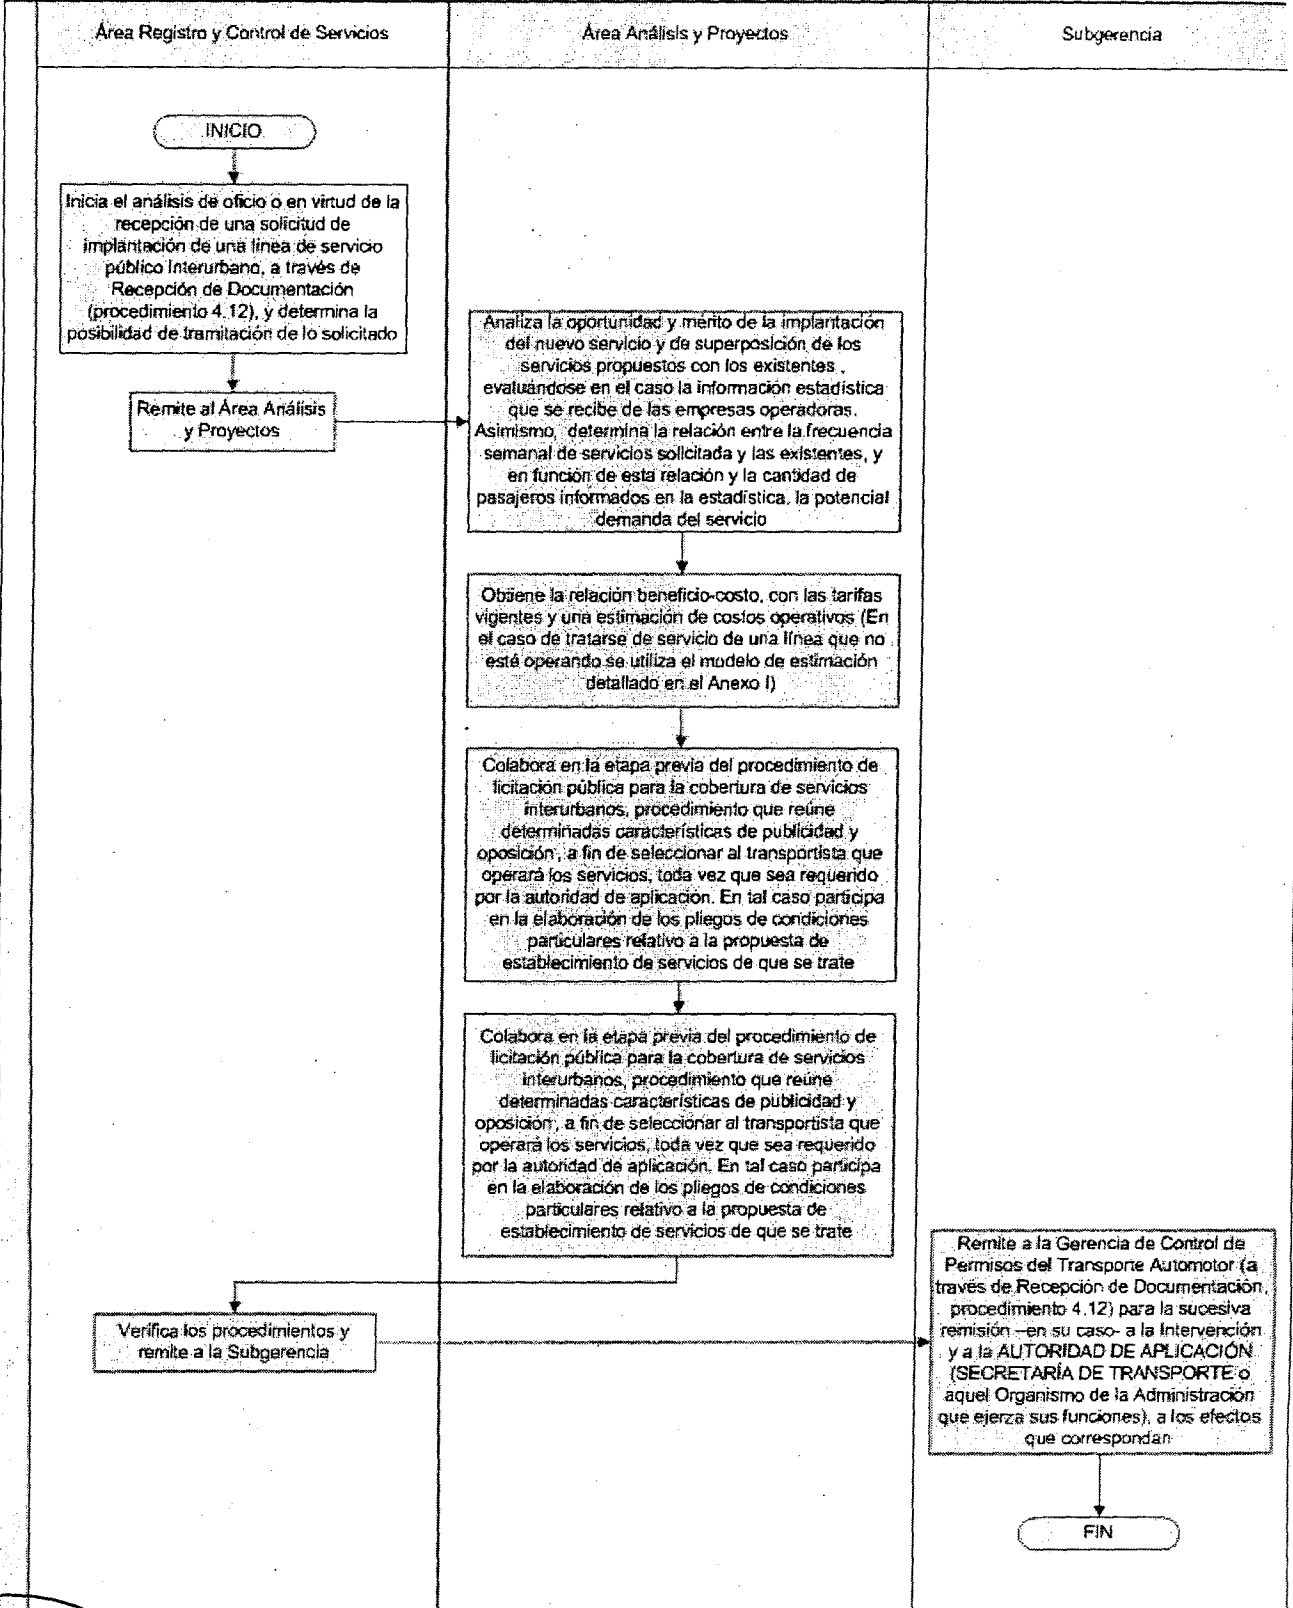 Área Registro y Control de Servicios
Área Análisis y Proyectos
Subgerencia
INICIO
Inicia el análisis de oficio o en virtud de la
recepción de una solicitud de
implantación de una línea de servicio
público Interurbano, a través de
Recepción de Documentación
(procedimiento 4.12), y determina la
posibilidad de tramitación de lo solicitado
Remite al Área Análisis
y Proyectos
Analiza la oportunidad y mérito de la implantación
del nuevo servicio y de superposición de los
servicios propuestos con los existentes ,
evaluándose en el caso la información estadística
que se recibe de las empresas operadoras.
Asimismo, determina la relación entre la frecuencia
semanal de servicios solicitada y las existentes, y
en función de esta relación y la cantidad de
pasajeros informados en la estadística, la potencial
demanda del servicio
Obtiene la relación beneficio-costo, con las tarifas
vigentes y una estimación de costos operativos (En
el caso de tratarse de servicio de una línea que no
esté operando se utiliza el modelo de estimación
detallado en el Anexo I)
Colabora en la etapa previa del procedimiento de
licitación pública para la cobertura de servicios
interurbanos, procedimiento que reúne
determinadas características de publicidad y
oposición , a fin de seleccionar al transportista que
operará los servicios, toda vez que sea requerido
por la autoridad de aplicación. En tal caso participa
en la elaboración de los pliegos de condiciones
particulares relativo a la propuesta de
establecimiento de servicios de que se trate
Colabora en la etapa previa del procedimiento de
licitación pública para la cobertura de servicios
interurbanos, procedimiento que reúne
determinadas características de publicidad y
oposición , a fin de seleccionar al transportista que
operará los servicios, toda vez que sea requerido
por la autoridad de aplicación. En tal caso participa
en la elaboración de los pliegos de condiciones
particulares relativo a la propuesta de
establecimiento de servicios de que se trate
Verifica los procedimientos y
remite a la Subgerencia
Remite a la Gerencia de Control de
Permisos del Transporte Automotor (a
través de Recepción de Documentación,
procedimiento 4.12) para la sucesiva
remisión –en su caso- a la Intervención
y a la AUTORIDAD DE APLICACIÓN
(SECRETARÍA DE TRANSPORTE o
aquel Organismo de la Administración
que ejerza sus funciones), a los efectos
que correspondan
FIN